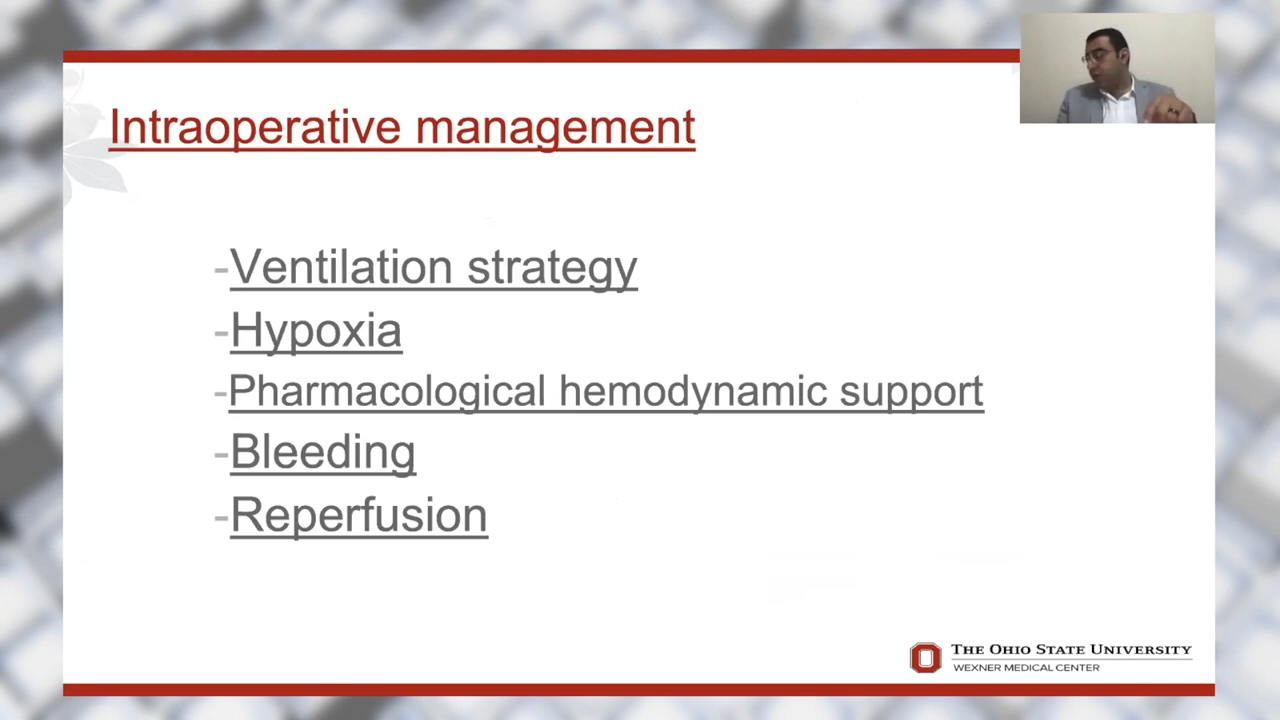 Intraoperative management
-Ventilation strategy
-Hypoxia
-Pharmacological hemodynamic support
-Bleeding
-Reperfusion
THE OHIO STATE UNIVERSITY
WEXNER MEDICAL CENTER